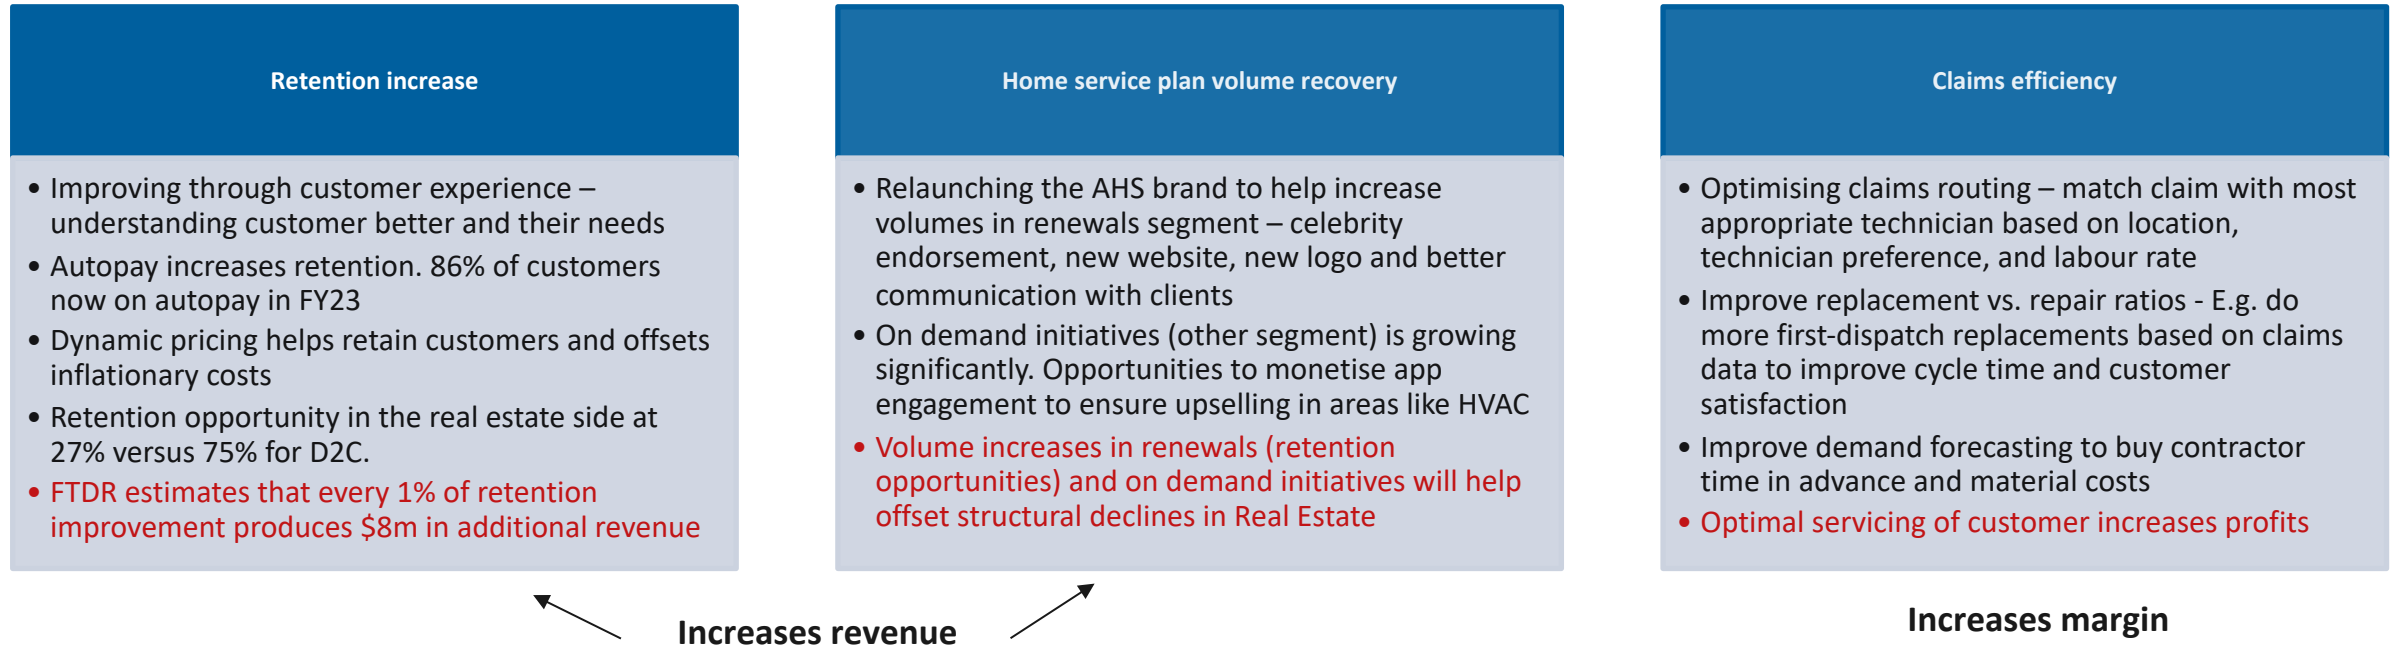 Retention increase
• Improving through customer experience –
understanding customer better and their needs
• Autopay increases retention. 86% of customers
now on autopay in FY23
• Dynamic pricing helps retain customers and offsets
inflationary costs
• Retention opportunity in the real estate side at
27% versus 75% for D2C.
• FTDR estimates that every 1% of retention
improvement produces $8m in additional revenue
Home service plan volume recovery
• Relaunching the AHS brand to help increase
volumes in renewals segment – celebrity
endorsement, new website, new logo and better
communication with clients
• On demand initiatives (other segment) is growing
significantly. Opportunities to monetise app
engagement to ensure upselling in areas like HVAC
• Volume increases in renewals (retention
opportunities) and on demand initiatives will help
offset structural declines in Real Estate
Claims efficiency
• Optimising claims routing – match claim with most
appropriate technician based on location,
technician preference, and labour rate
• Improve replacement vs. repair ratios - E.g. do
more first-dispatch replacements based on claims
data to improve cycle time and customer
satisfaction
• Improve demand forecasting to buy contractor
time in advance and material costs
• Optimal servicing of customer increases profits
Increases revenue
Increases margin